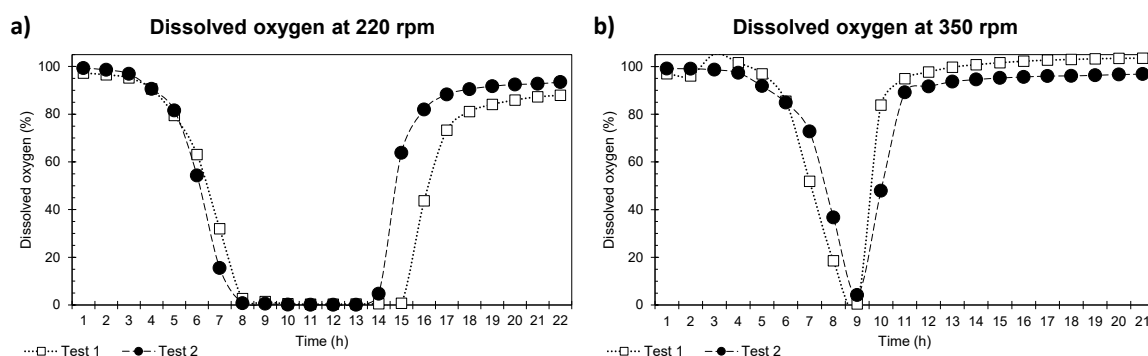 a)
Dissolved oxygen at 220 rpm
Dissolved oxygen (%)
100
80
60
40
20
0
1 2 3 4 5 6 7 8 9 10 11 12 13 14 15 16 17 18 19 20 21 22
Time (h)
Test 1 Test 2
b)
Dissolved oxygen at 350 rpm
Dissolved oxygen (%)
100
80
60
40
20
0
1 2 3 4 5 6 7 8 9 10 11 12 13 14 15 16 17 18 19 20 21
Time (h)
Test 1 Test 2